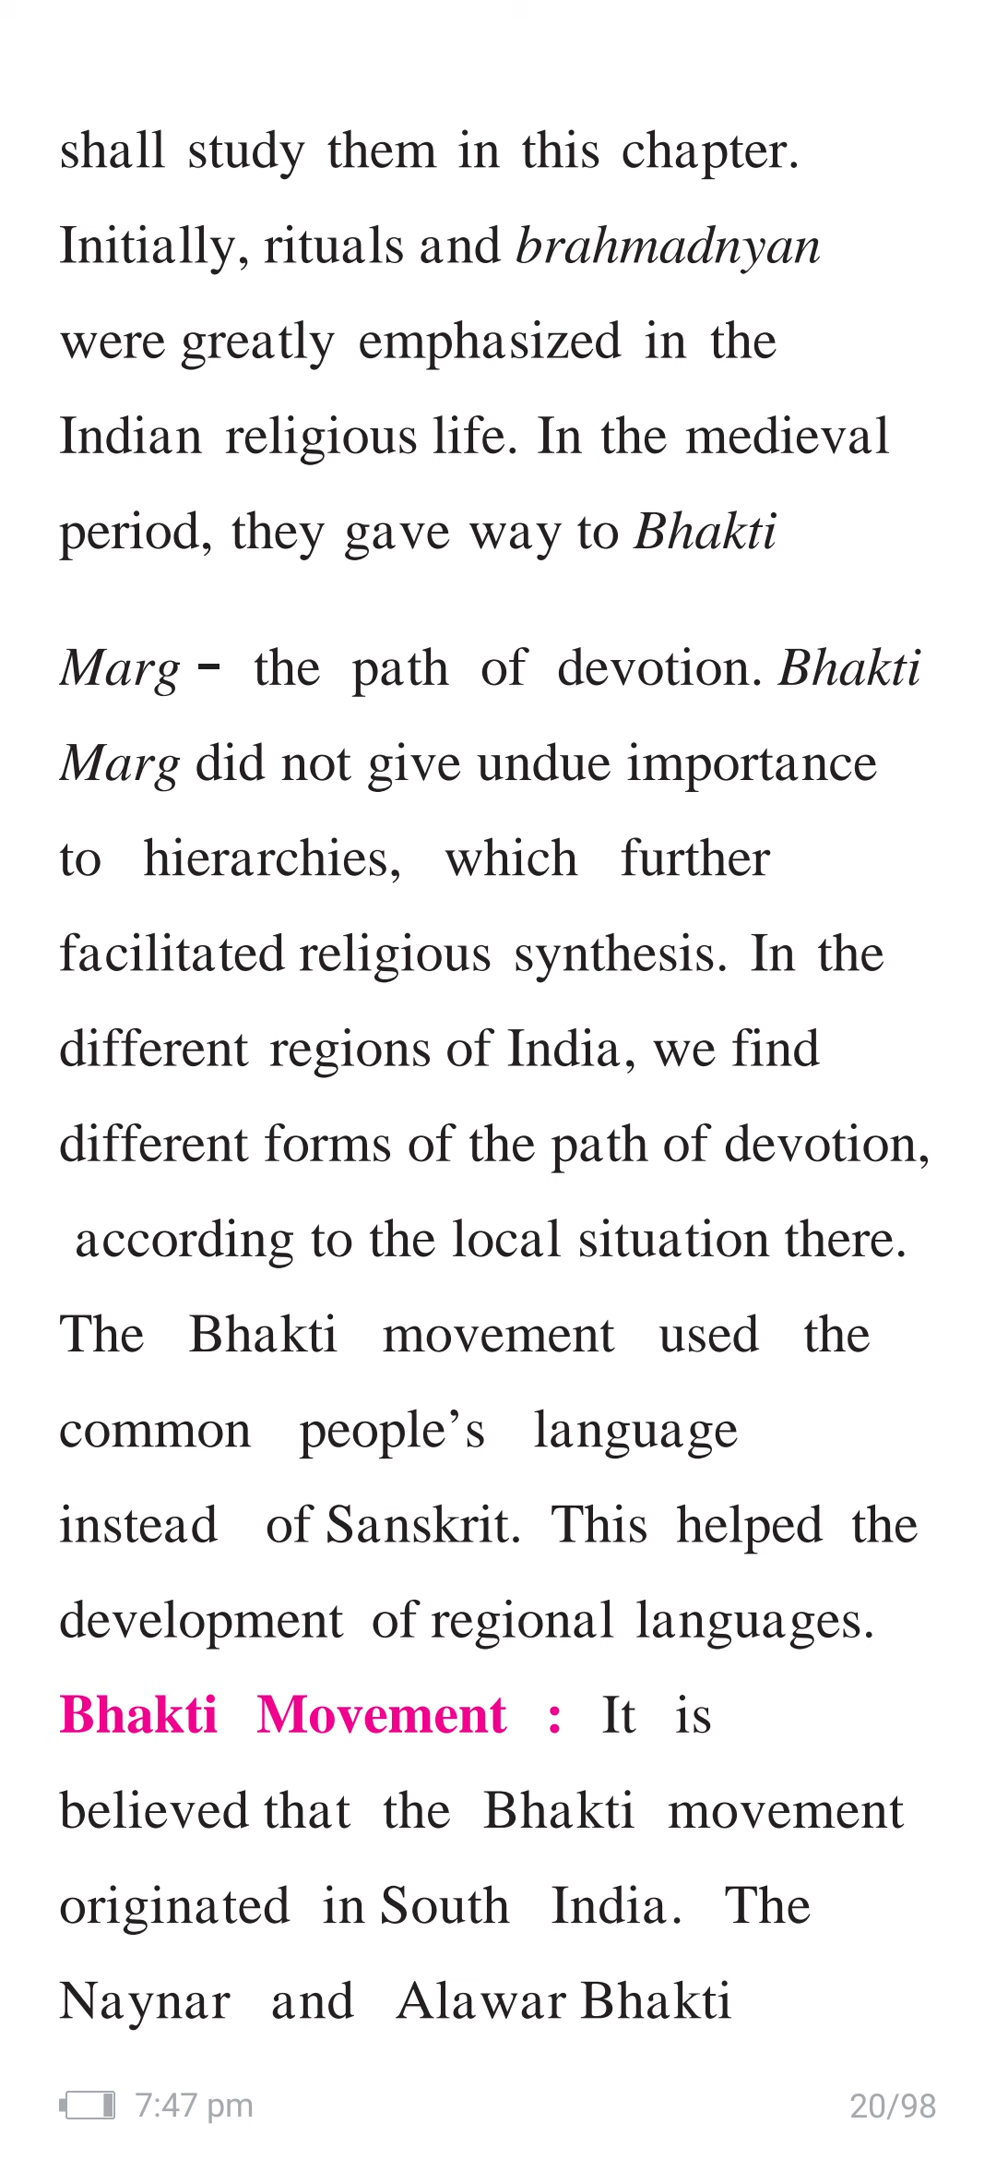 shall study them in this chapter.
Initially, rituals and brahmadnyan
were greatly emphasized in the
Indian religious life. In the medieval
period, they gave way to Bhakti
Marg - the path of devotion. Bhakti
Marg did not give undue importance
to hierarchies, which further
facilitated religious synthesis. In the
different regions of India, we find
different forms of the path of devotion,
according to the local situation there.
The Bhakti movement used the
common people’s language
instead of Sanskrit. This helped the
development of regional languages.
Bhakti Movement : It is
believed that the Bhakti movement
originated in South India. The
Naynar and Alawar Bhakti
7:47 pm 20/98